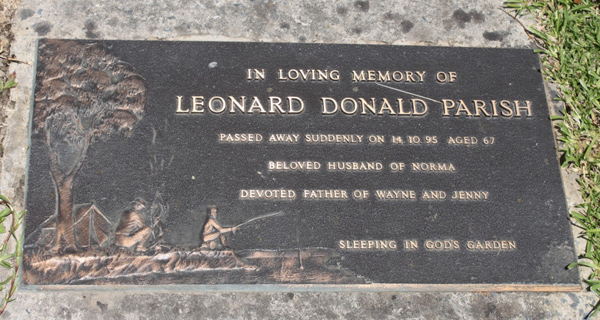 IN LOVING MEMORY OF
LEONARD DONALD PARISH
PASSED AWAY SUDDENLY ON 14.10.95 AGED 67
BELOVED HUSBAND OF NORMA
DEVOTED FATHER OF WAYNE AND JENNY
SLEEPING IN GOD'S GARDEN